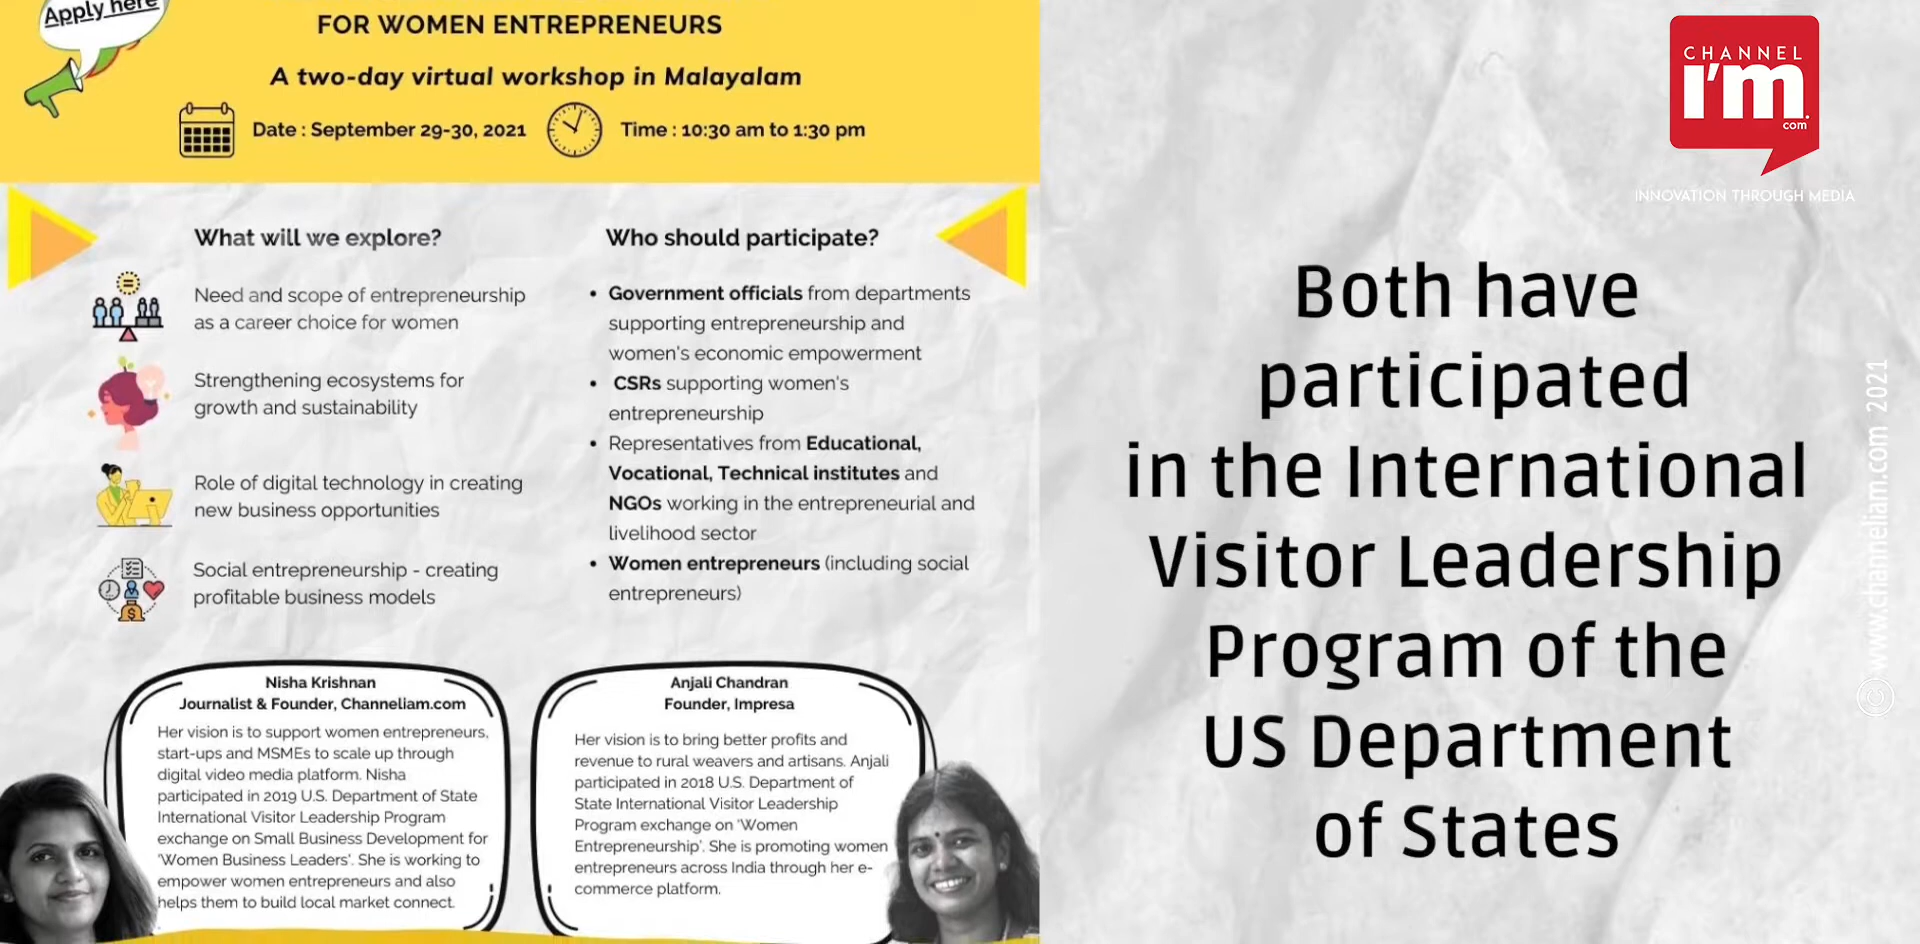 Apply here
FOR WOMEN ENTREPRENEURS
A two-day virtual workshop in Malayalam
Date : September 29-30, 2021
Time : 10:30 am to 1:30 pm
What will we explore?
Need and scope of entrepreneurship
as a career choice for women
Strengthening ecosystems for
growth and sustainability
Role of digital technology in creating
new business opportunities
Social entrepreneurship - creating
profitable business models
Who should participate?
• Government officials from departments
supporting entrepreneurship and
women's economic empowerment
• CSRs supporting women's
entrepreneurship
• Representatives from Educational,
Vocational, Technical institutes and
NGOs working in the entrepreneurial and
livelihood sector
• Women entrepreneurs (including social
entrepreneurs)
Nisha Krishnan
Journalist & Founder, Channeliam.com
Her vision is to support women entrepreneurs,
start-ups and MSMEs to scale up through
digital video media platform. Nisha
participated in 2019 U.S. Department of State
International Visitor Leadership Program
exchange on Small Business Development for
'Women Business Leaders'. She is working to
empower women entrepreneurs and also
helps them to build local market connect.
Anjali Chandran
Founder, Impresa
Her vision is to bring better profits and
revenue to rural weavers and artisans. Anjali
participated in 2018 U.S. Department of
State International Visitor Leadership
Program exchange on 'Women
Entrepreneurship'. She is promoting women
entrepreneurs across India through her e-
commerce platform.
CHANNEL
I'm
.com
INNOVATION THROUGH MEDIA
Both have
participated
in the International
Visitor Leadership
Program of the
US Department
of States
© www.channeliam.com 2021